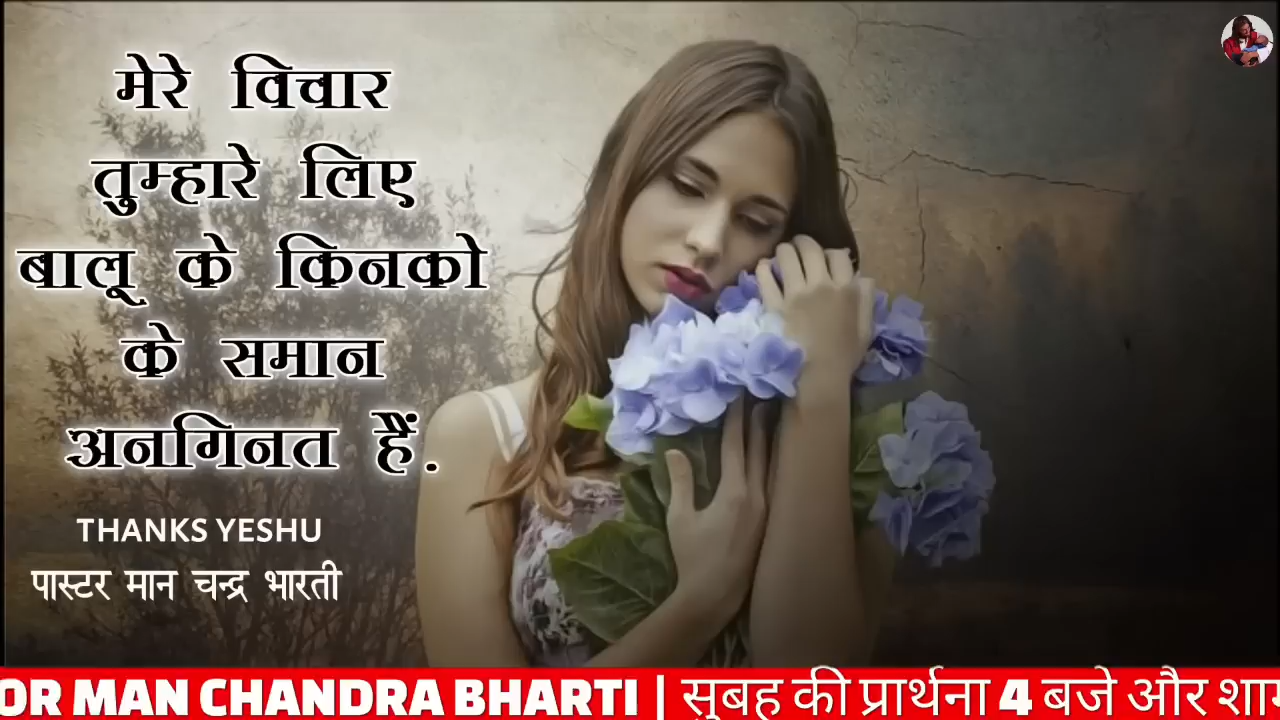 मेरे विचार
तुम्हारे लिए
बालू के किनको
के समान
अनगिनत हैं.
THANKS YESHU
पास्टर मान चन्द्र भारती
OR MAN CHANDRA BHARTI | सुबह की प्रार्थना 4 बजे और शाम